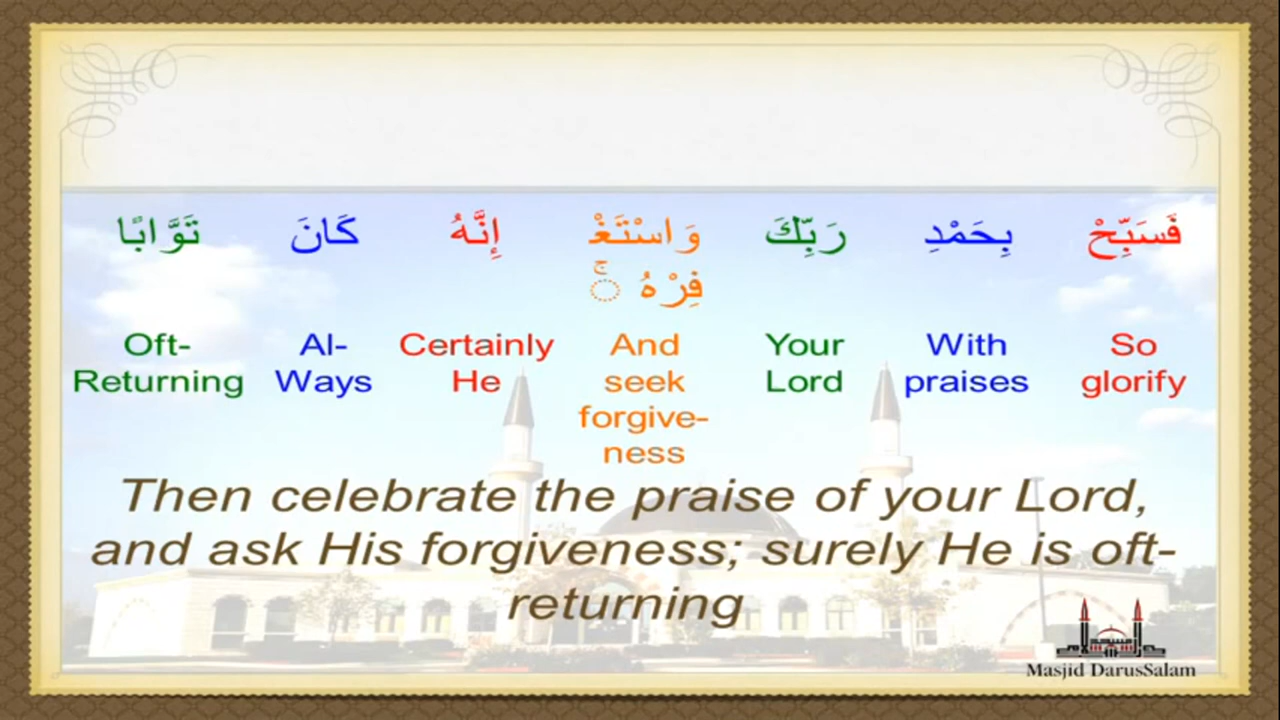 فَسَبِّحْ بِحَمْدِ رَبِّكَ وَاسْتَغْ إِنَّهُ كَانَ تَوَّابًا
فِرْهُ ۚ
Oft- Al- Certainly And Your With So
Returning Ways He seek Lord praises glorify
forgive-
ness
Then celebrate the praise of your Lord,
and ask His forgiveness; surely He is oft-
returning
Masjid DarusSalam